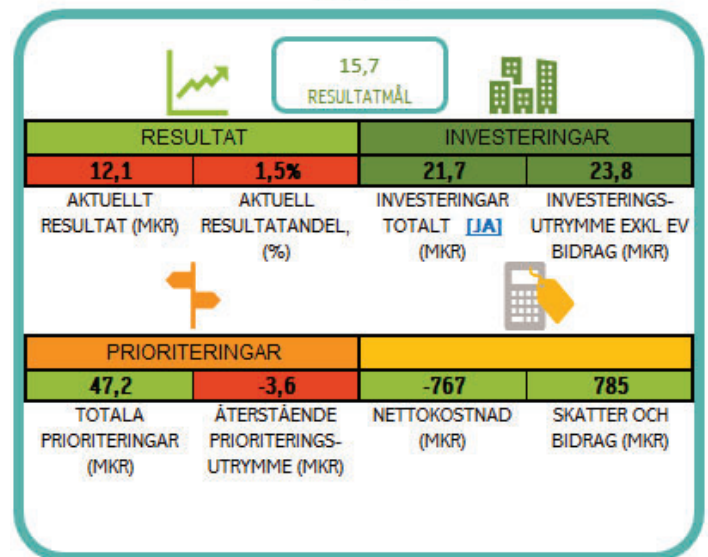 15,7
RESULTATMÅL
RESULTAT INVESTERINGAR
12,1 1,5% 21,7 23,8
AKTUELLT AKTUELL INVESTERINGAR INVESTERINGS-
RESULTAT (MKR) RESULTATANDEL, TOTALT [JA] UTRYMME EXKL EV
(%) (MKR) BIDRAG (MKR)
PRIORITERINGAR
47,2 -3,6 -767 785
TOTALA ÅTERSTÅENDE NETTOKOSTNAD SKATTER OCH
PRIORITERINGAR PRIORITERINGS- (MKR) BIDRAG (MKR)
(MKR) UTRYMME (MKR)